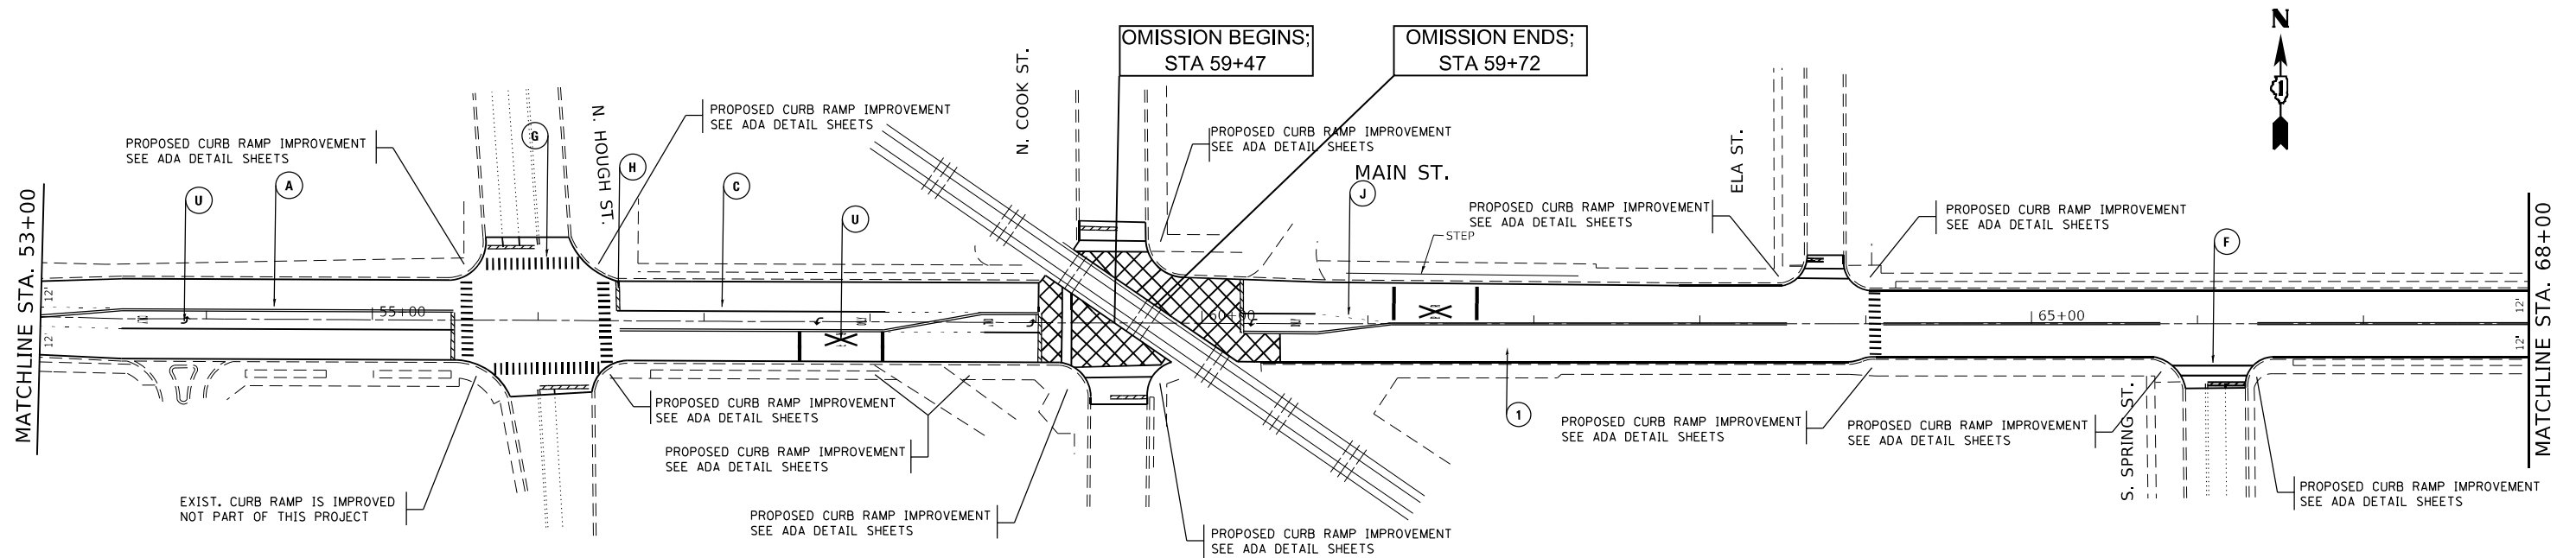 OMISSION BEGINS;
STA 59+47
OMISSION ENDS;
STA 59+72
N
1
N. COOK ST.
N. HOUGH ST.
PROPOSED CURB RAMP IMPROVEMENT
SEE ADA DETAIL SHEETS
PROPOSED CURB RAMP IMPROVEMENT
SEE ADA DETAIL SHEETS
PROPOSED CURB RAMP IMPROVEMENT
SEE ADA DETAIL SHEETS
G
H
U
A
C
U
MAIN ST.
J
ELA ST.
PROPOSED CURB RAMP IMPROVEMENT
SEE ADA DETAIL SHEETS
STEP
PROPOSED CURB RAMP IMPROVEMENT
SEE ADA DETAIL SHEETS
F
MATCHLINE STA. 53+00
12'
12'
55+00
60+00
65+00
12'
12'
MATCHLINE STA. 68+00
PROPOSED CURB RAMP IMPROVEMENT
SEE ADA DETAIL SHEETS
PROPOSED CURB RAMP IMPROVEMENT
SEE ADA DETAIL SHEETS
1
PROPOSED CURB RAMP IMPROVEMENT
SEE ADA DETAIL SHEETS
PROPOSED CURB RAMP IMPROVEMENT
SEE ADA DETAIL SHEETS
S. SPRING ST.
EXIST. CURB RAMP IS IMPROVED
NOT PART OF THIS PROJECT
PROPOSED CURB RAMP IMPROVEMENT
SEE ADA DETAIL SHEETS
PROPOSED CURB RAMP IMPROVEMENT
SEE ADA DETAIL SHEETS
PROPOSED CURB RAMP IMPROVEMENT
SEE ADA DETAIL SHEETS